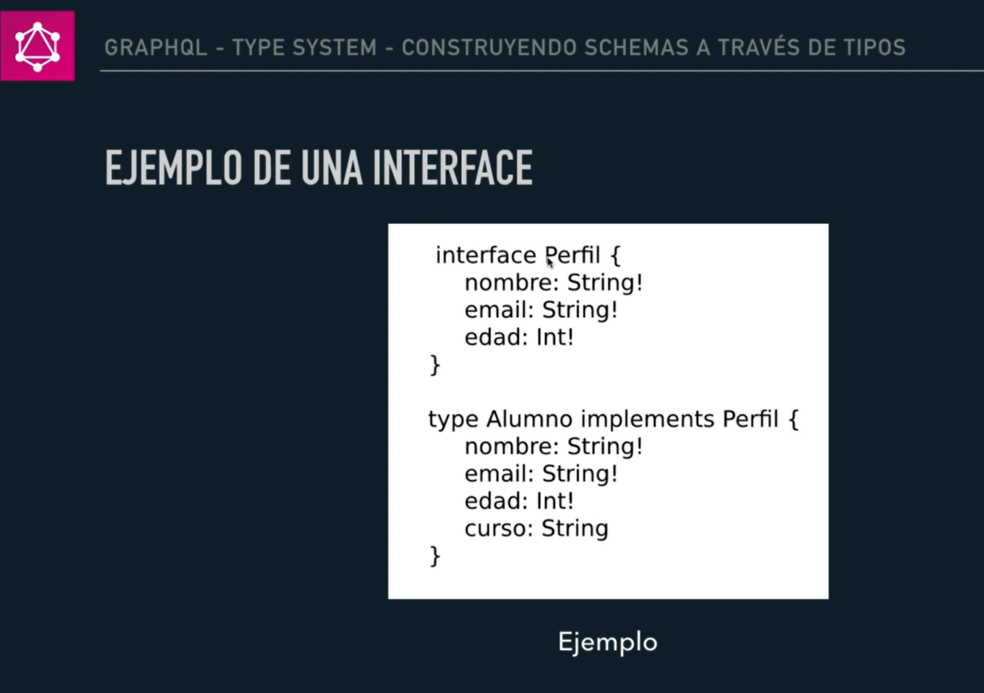 GRAPHQL - TYPE SYSTEM - CONSTRUYENDO SCHEMAS A TRAVÉS DE TIPOS
EJEMPLO DE UNA INTERFACE
interface Perfil {
nombre: String!
email: String!
edad: Int!
}
type Alumno implements Perfil {
nombre: String!
email: String!
edad: Int!
curso: String
}
Ejemplo